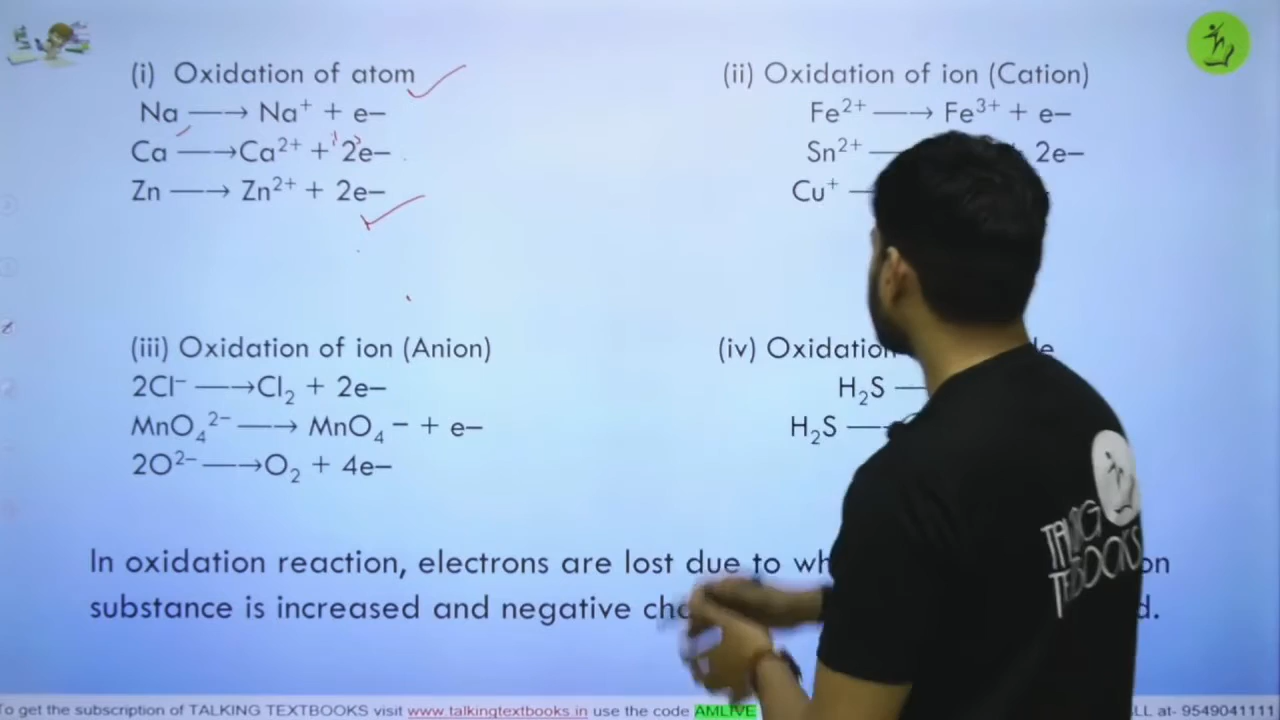 (i) Oxidation of atom
Na ⟶ Na⁺ + e–
Ca ⟶Ca²⁺ + 2e–
Zn ⟶ Zn²⁺ + 2e–
(ii) Oxidation of ion (Cation)
Fe²⁺ ⟶ Fe³⁺ + e–
Sn²⁺ 2e–
Cu⁺
(iii) Oxidation of ion (Anion)
2Cl⁻ ⟶Cl₂ + 2e–
MnO₄²⁻ ⟶ MnO₄ – + e–
2O²⁻ ⟶O₂ + 4e–
(iv) Oxidation
H₂S
H₂S
In oxidation reaction, electrons are lost due to
substance is increased and negative
TALKING
TEXTBOOKS
To get the subscription of TALKING TEXTBOOKS visit www.talkingtextbooks.in use the code AMLIVE at- 9549041111